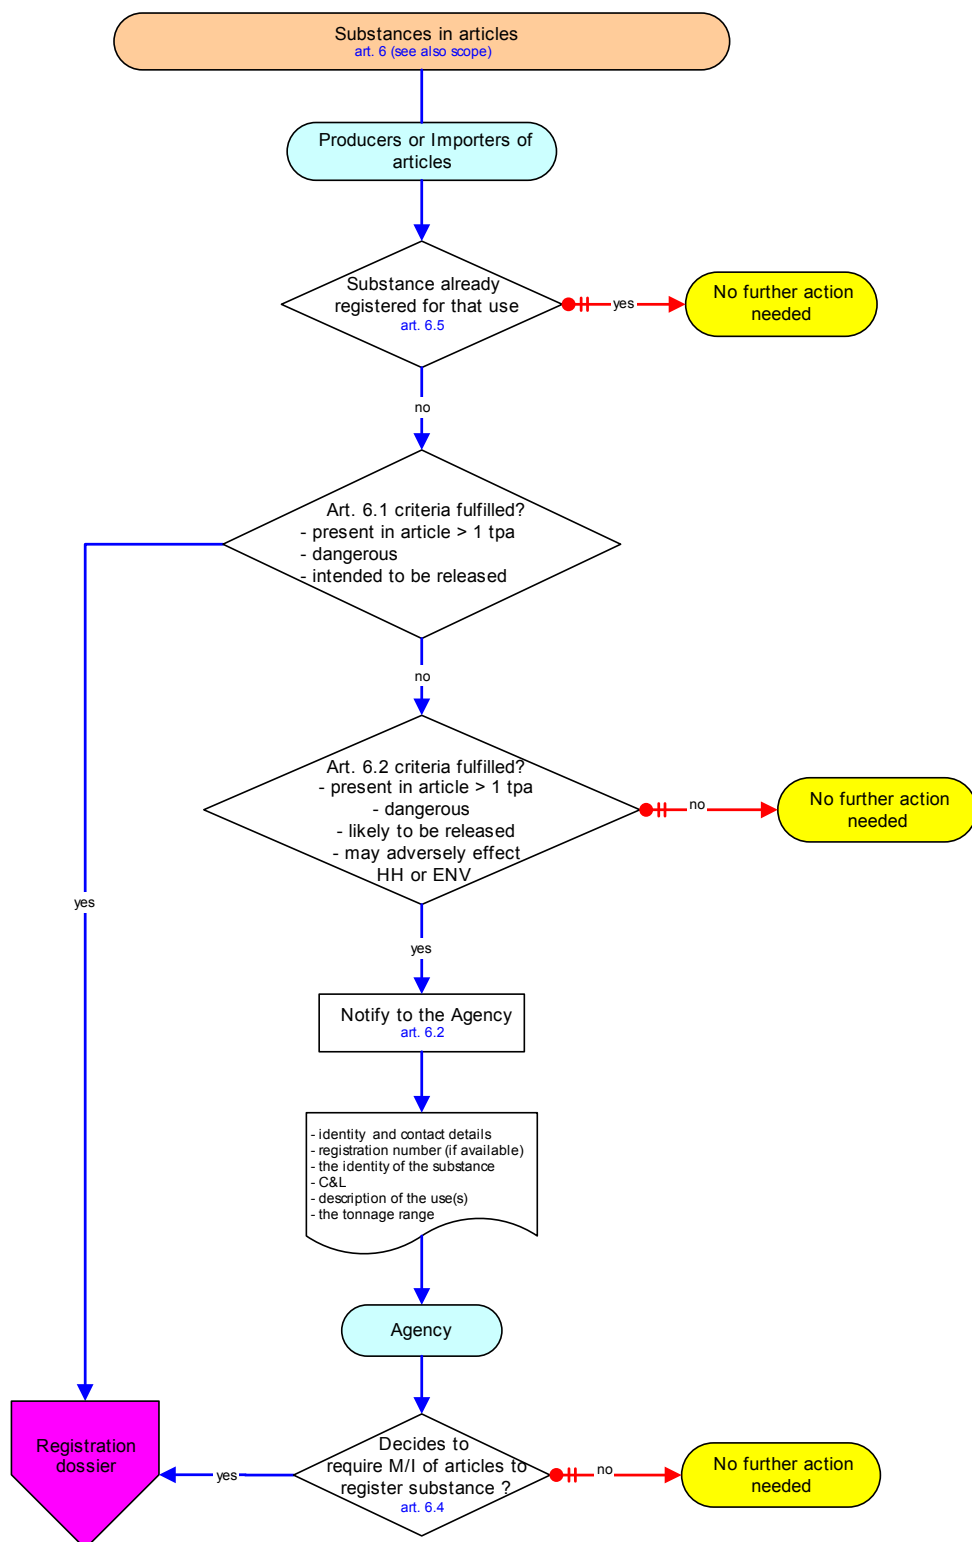 Substances in articles
art. 6 (see also scope)
Producers or Importers of
articles
Substance already
registered for that use
art. 6.5
yes
No further action
needed
no
Art. 6.1 criteria fulfilled?
- present in article > 1 tpa
- dangerous
- intended to be released
no
Art. 6.2 criteria fulfilled?
- present in article > 1 tpa
- dangerous
- likely to be released
- may adversely effect
HH or ENV
no
No further action
needed
yes
yes
Notify to the Agency
art. 6.2
- identity and contact details
- registration number (if available)
- the identity of the substance
- C&L
- description of the use(s)
- the tonnage range
Agency
Registration
dossier
yes
Decides to
require M/I of articles to
register substance ?
art. 6.4
no
No further action
needed